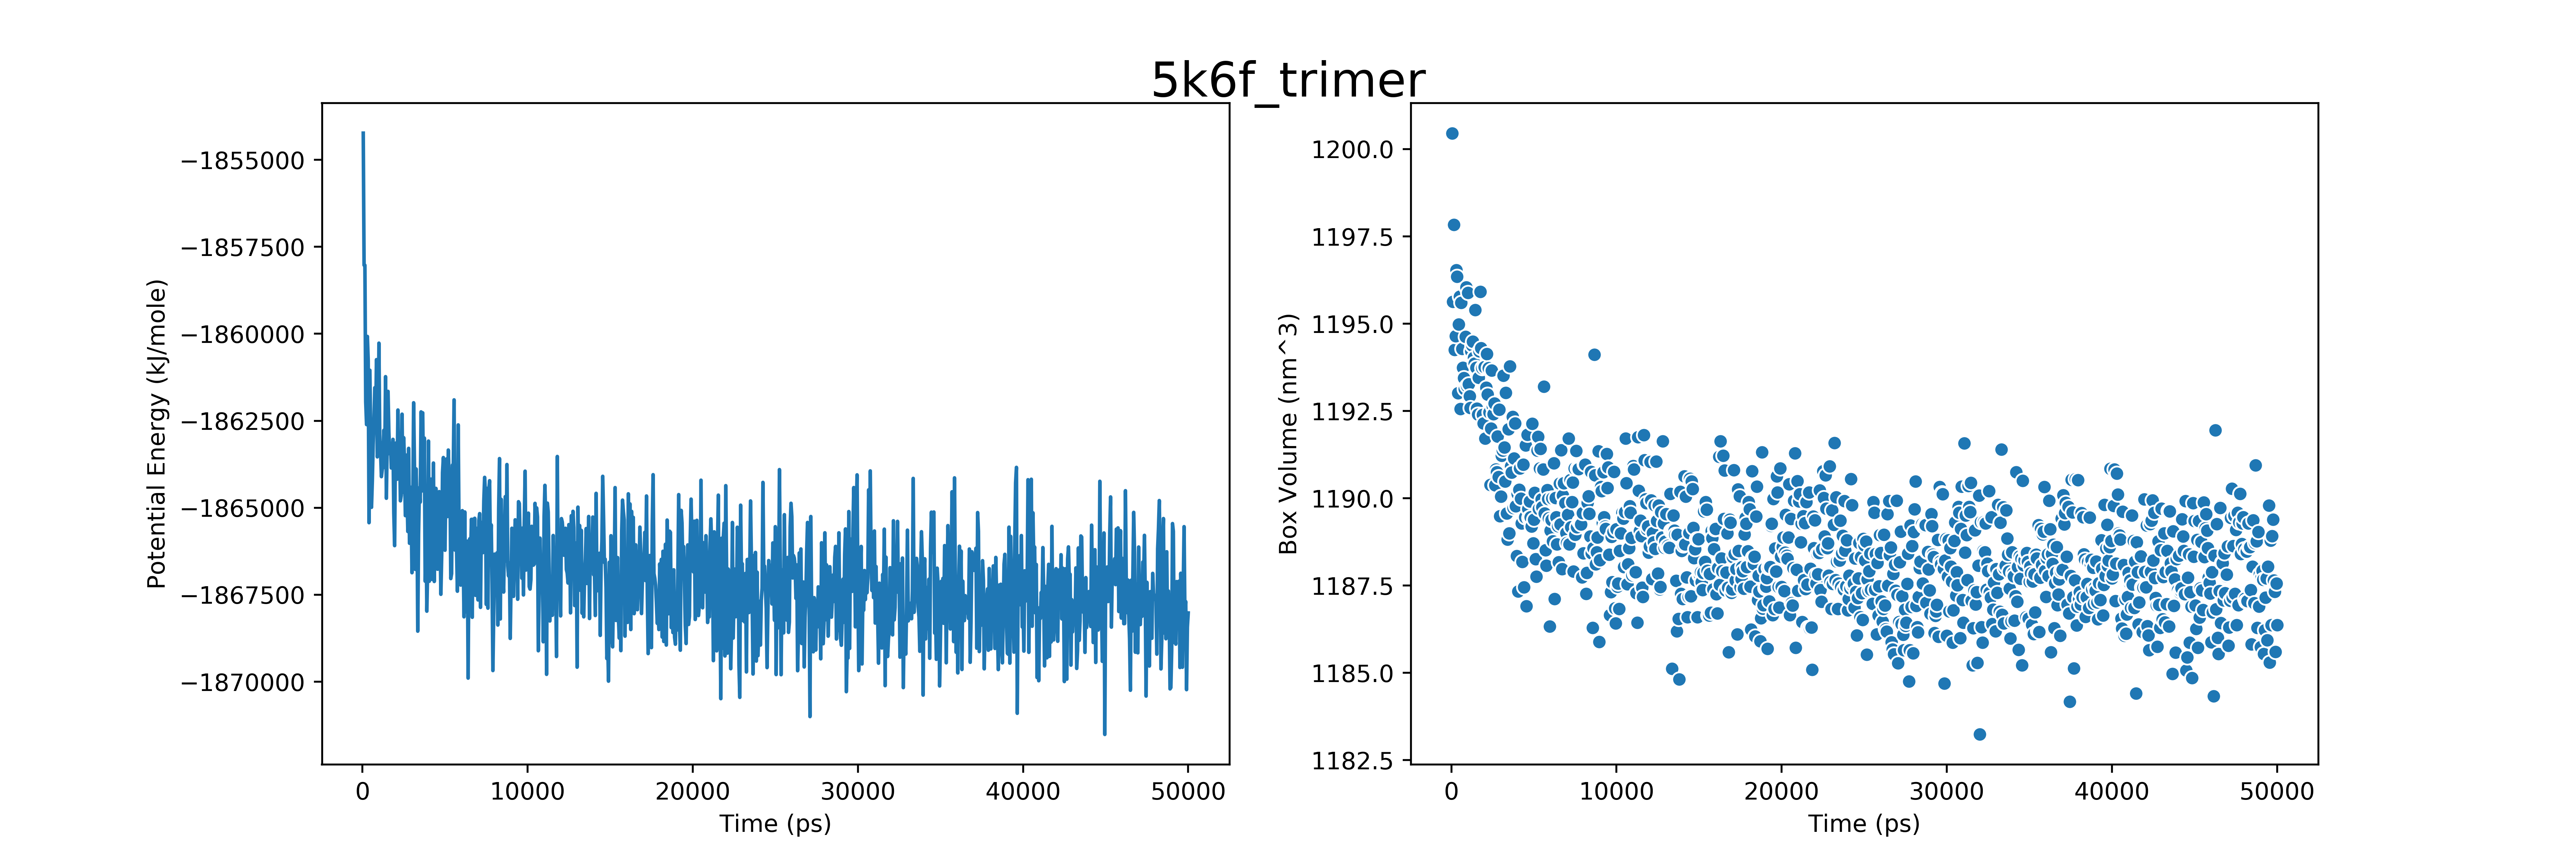 5k6f_trimer
Potential Energy (kJ/mole)
−1855000
−1857500
−1860000
−1862500
−1865000
−1867500
−1870000
0 10000 20000 30000 40000 50000
Time (ps)
Box Volume (nm^3)
1200.0
1197.5
1195.0
1192.5
1190.0
1187.5
1185.0
1182.5
0 10000 20000 30000 40000 50000
Time (ps)